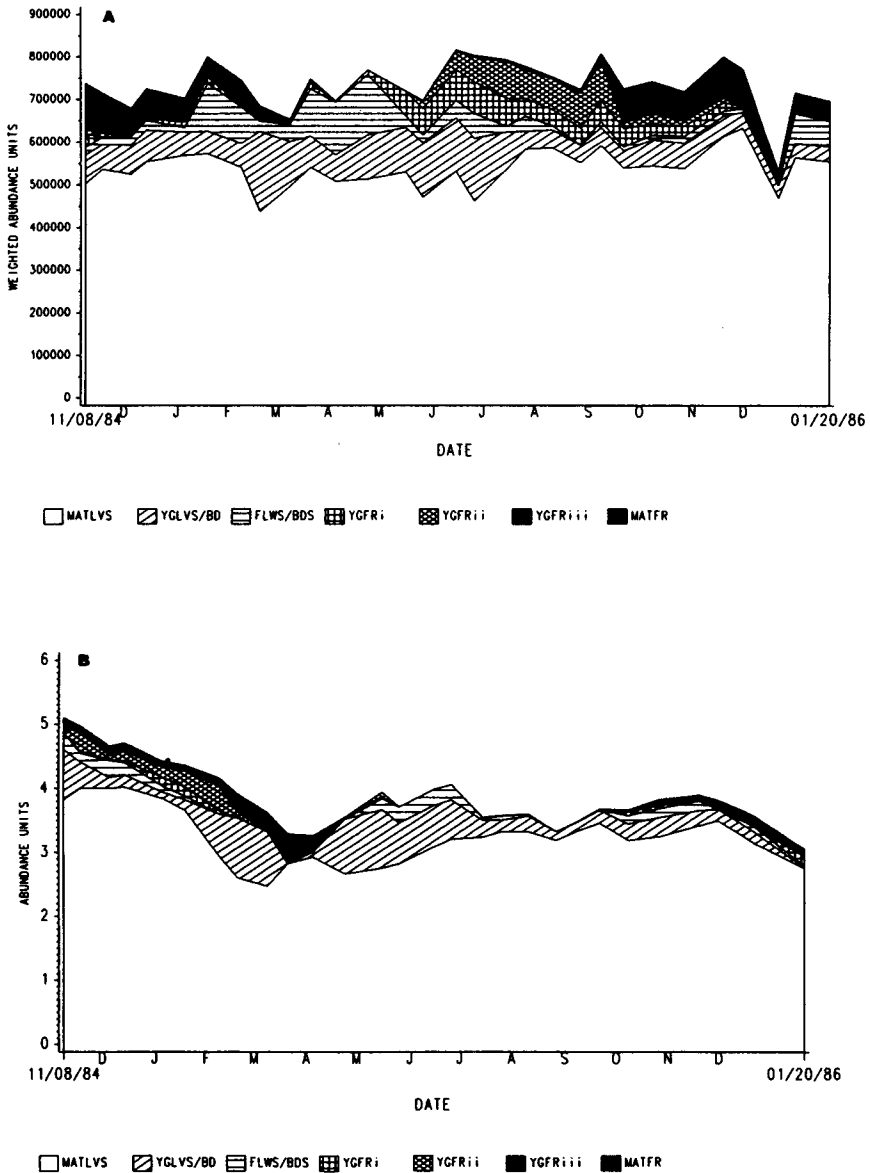 A
900000
800000
700000
600000
500000
400000
300000
200000
100000
0
WEIGHTED ABUNDANCE UNITS
D J F M A M J J A S O N D
11/08/84 01/20/86
DATE
MATLVS YGLVS/BD FLWS/BDS YGFRi YGFRii YGFRiii MATFR
B
6
5
4
3
2
1
0
ABUNDANCE UNITS
D J F M A M J J A S O N D
11/08/84 01/20/86
DATE
MATLVS YGLVS/BD FLWS/BDS YGFRi YGFRii YGFRiii MATFR